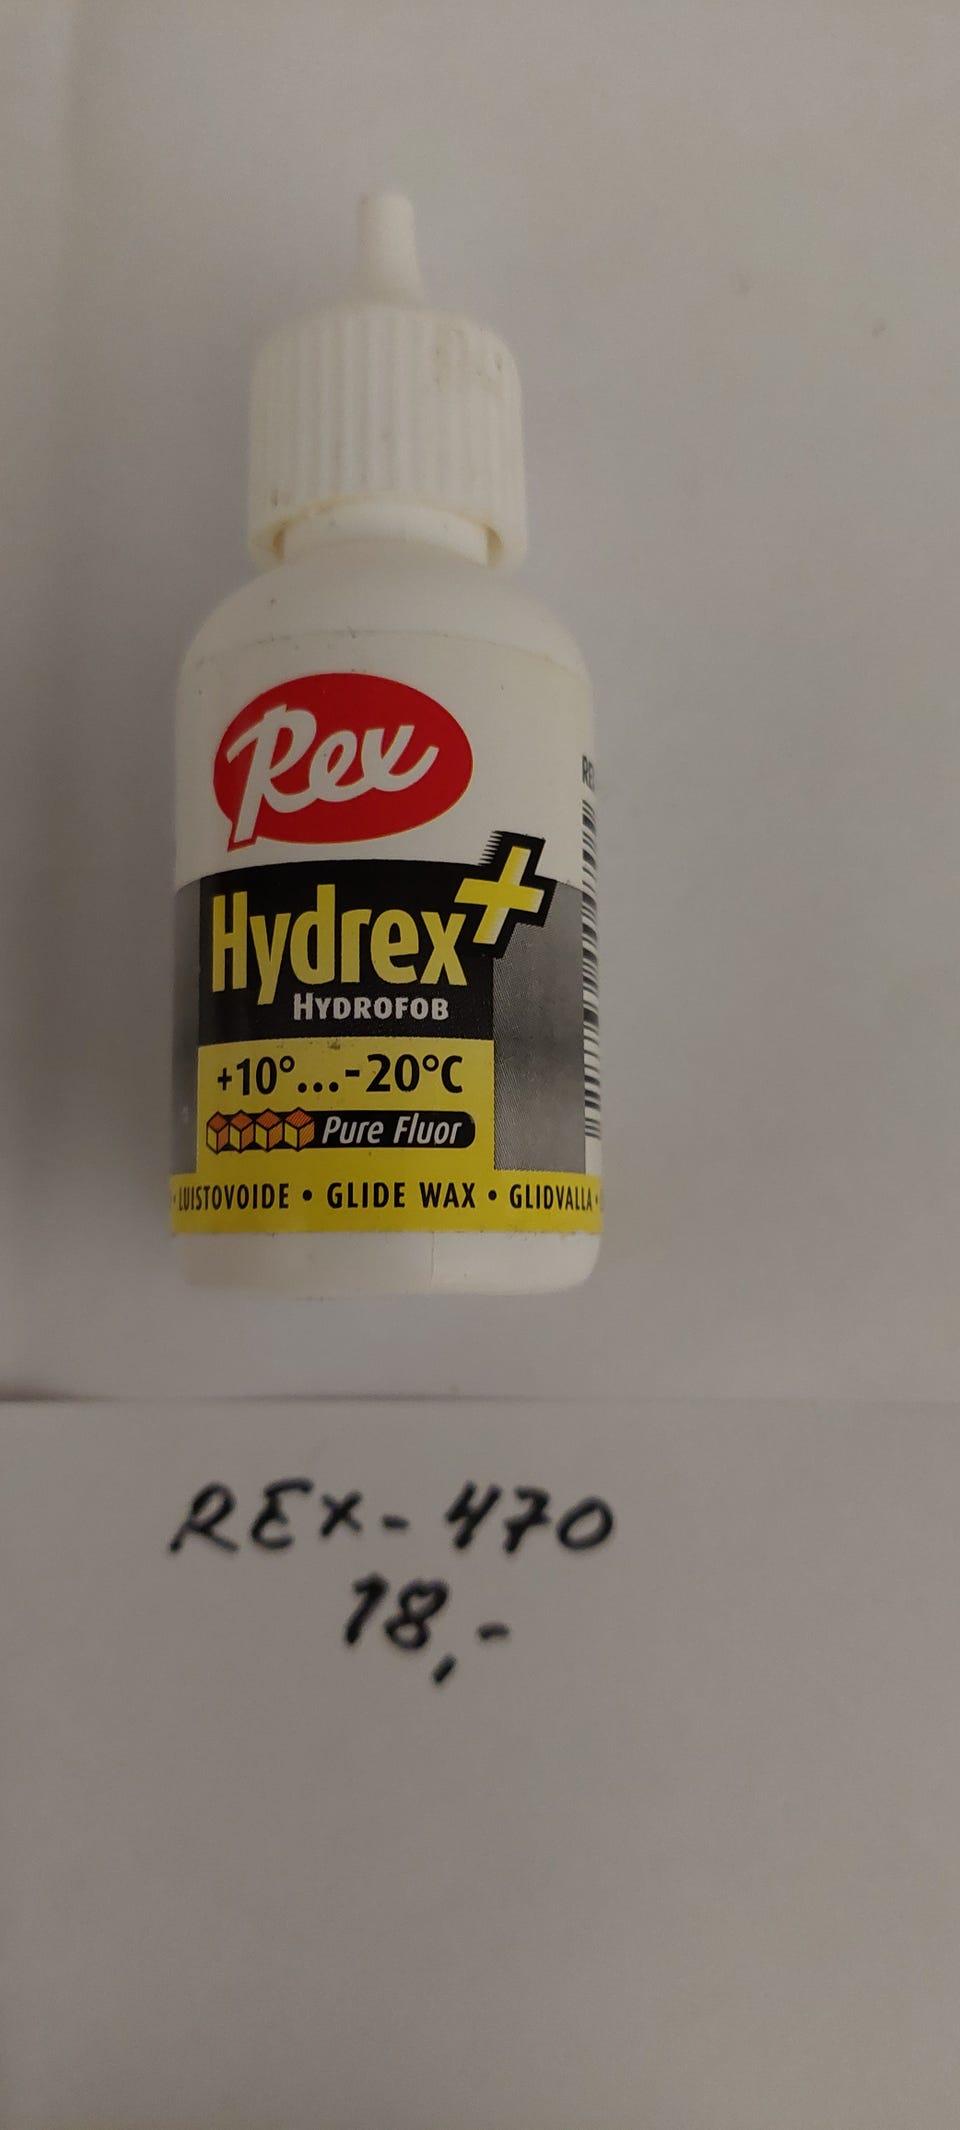 Rex
Hydrex+
HYDROFOB
+10°...-20°C
Pure Fluor
LUISTOVOIDE • GLIDE WAX • GLIDVALLA •
REX-470
18,-